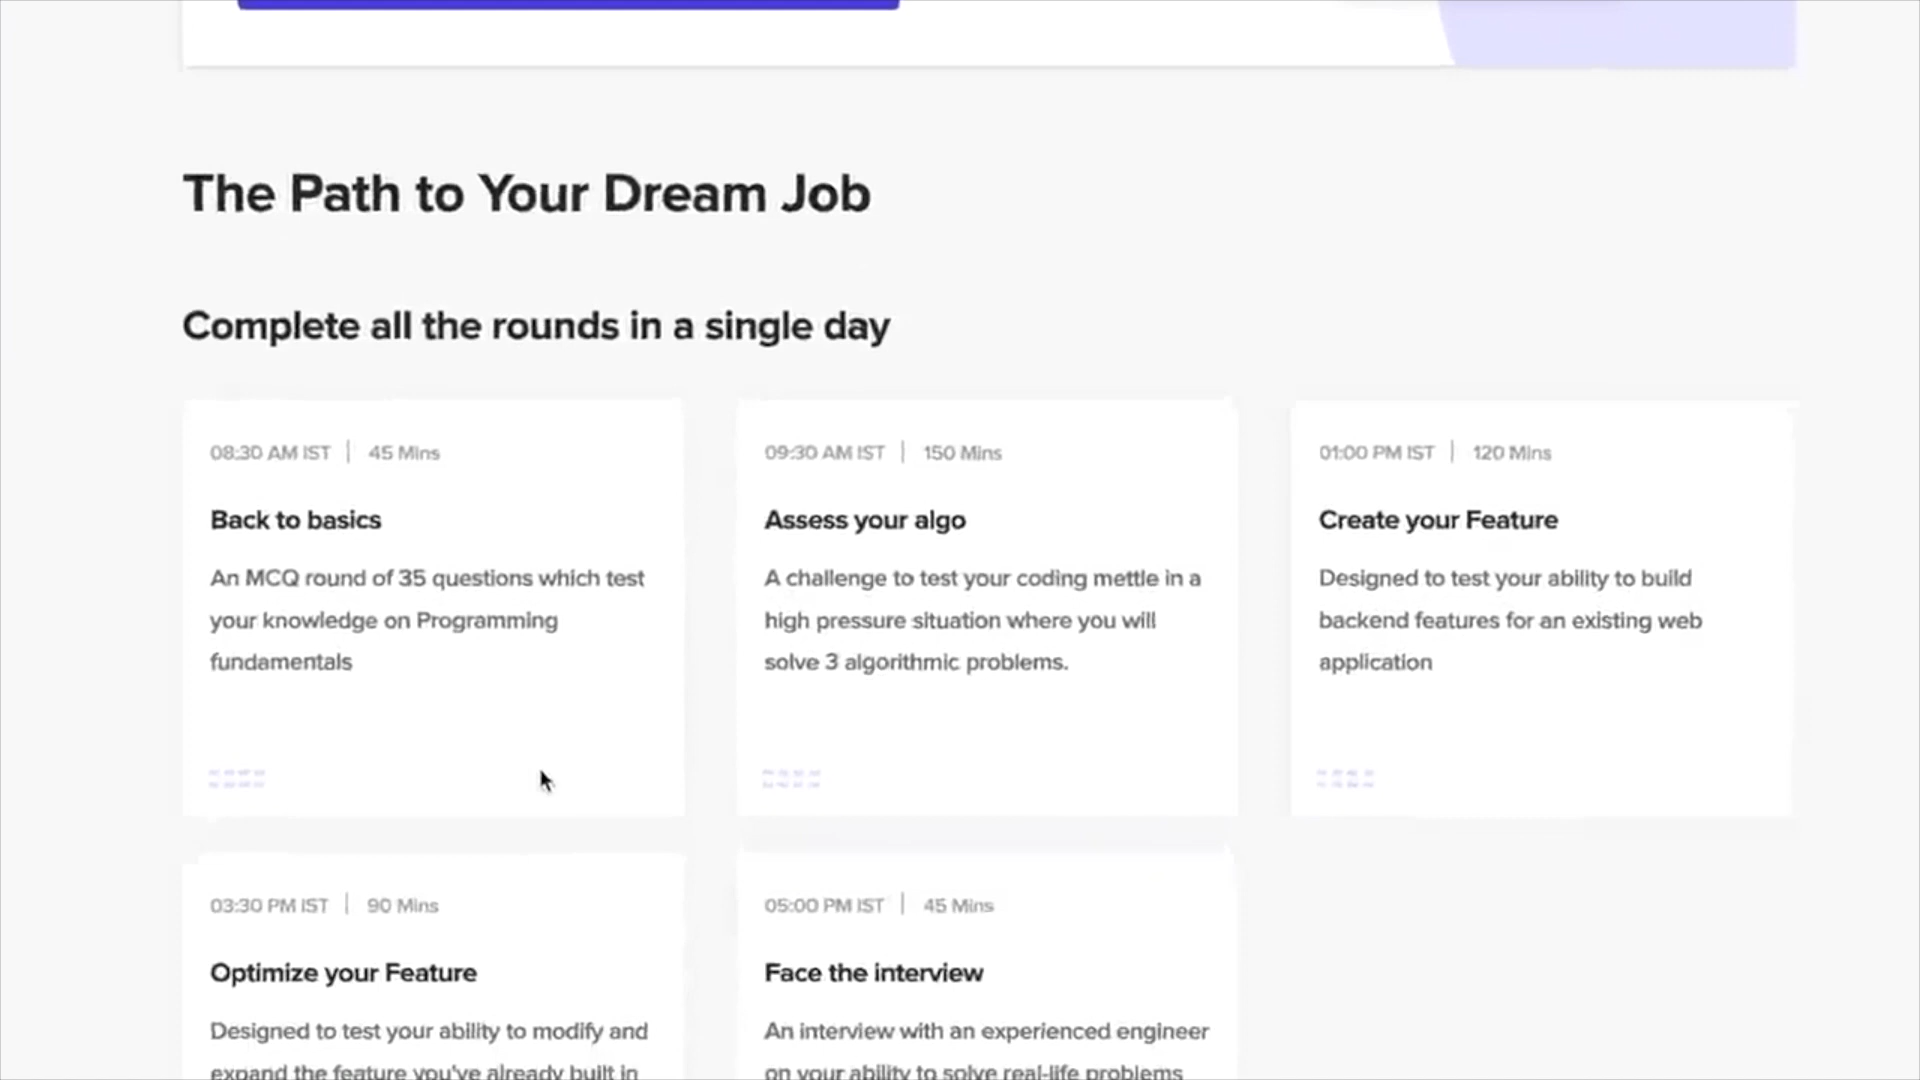 The Path to Your Dream Job
Complete all the rounds in a single day
08:30 AM IST | 45 Mins
Back to basics
An MCQ round of 35 questions which test
your knowledge on Programming
fundamentals
09:30 AM IST | 150 Mins
Assess your algo
A challenge to test your coding mettle in a
high pressure situation where you will
solve 3 algorithmic problems.
01:00 PM IST | 120 Mins
Create your Feature
Designed to test your ability to build
backend features for an existing web
application
03:30 PM IST | 90 Mins
Optimize your Feature
Designed to test your ability to modify and
expand the feature you've already built in
05:00 PM IST | 45 Mins
Face the interview
An interview with an experienced engineer
on your ability to solve real-life problems